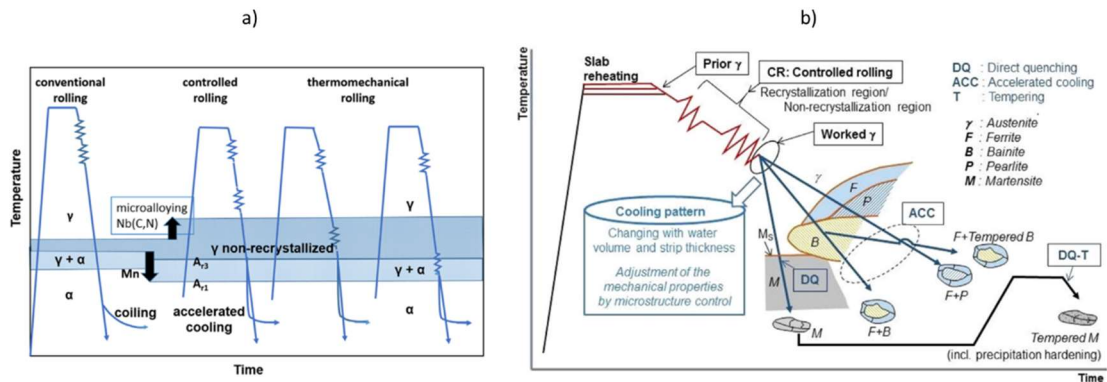 a)
conventional
rolling
controlled
rolling
thermomechanical
rolling
Temperature
γ
microalloying
Nb(C,N)
γ
γ non-recrystallized
γ + α
Mn
Ar3
Ar1
γ + α
α
coiling
accelerated
cooling
α
Time
b)
Temperature
Slab
reheating
Prior γ
CR: Controlled rolling
Recrystallization region/
Non-recrystallization region
Worked γ
DQ : Direct quenching
ACC : Accelerated cooling
T : Tempering
γ : Austenite
F : Ferrite
B : Bainite
P : Pearlite
M : Martensite
Cooling pattern
Changing with water
volume and strip thickness
Adjustment of the
mechanical properties
by microstructure control
γ
F
P
B
Ms
M
DQ
ACC
F+Tempered B
F+P
F+B
M
DQ-T
Tempered M
(incl. precipitation hardening)
Time